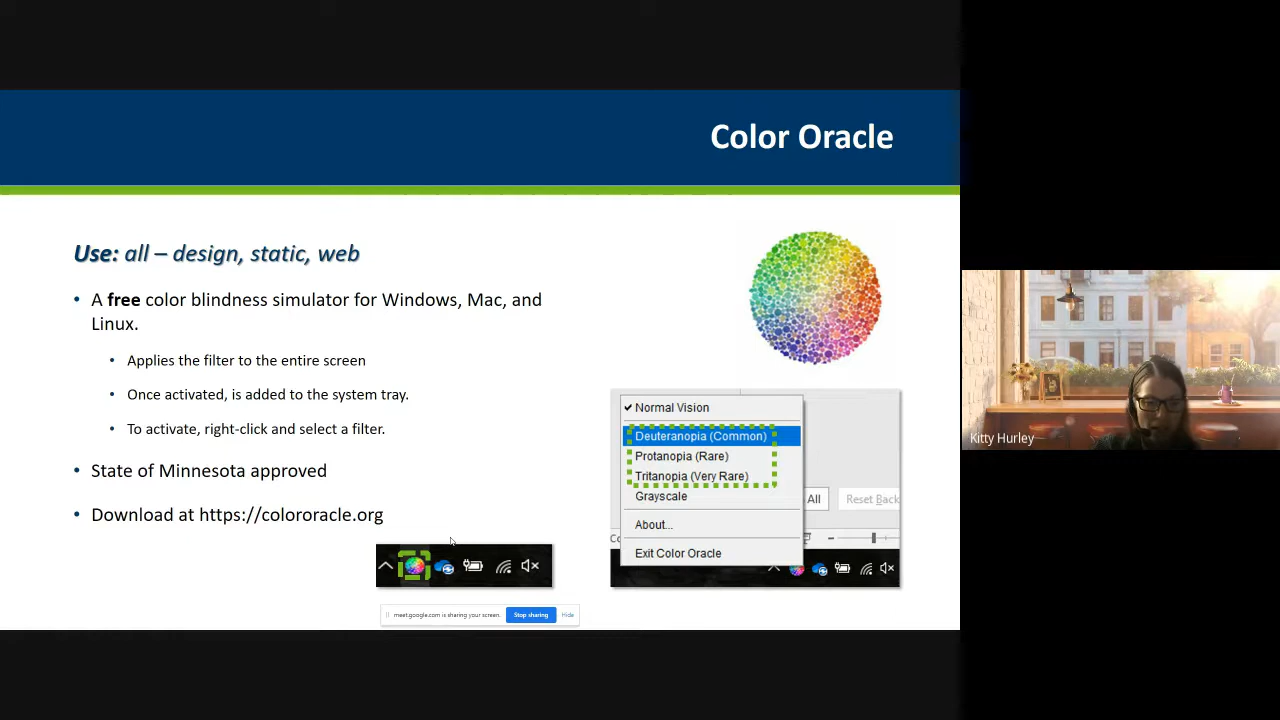 Color Oracle
Use: all – design, static, web
• A free color blindness simulator for Windows, Mac, and
Linux.
• Applies the filter to the entire screen
• Once activated, is added to the system tray.
• To activate, right-click and select a filter.
• State of Minnesota approved
• Download at https://colororacle.org
Normal Vision
Deuteranopia (Common)
Protanopia (Rare)
Tritanopia (Very Rare)
Grayscale
About...
Exit Color Oracle
All
Reset Back
meet.google.com is sharing your screen.
Stop sharing
Hide
Kitty Hurley